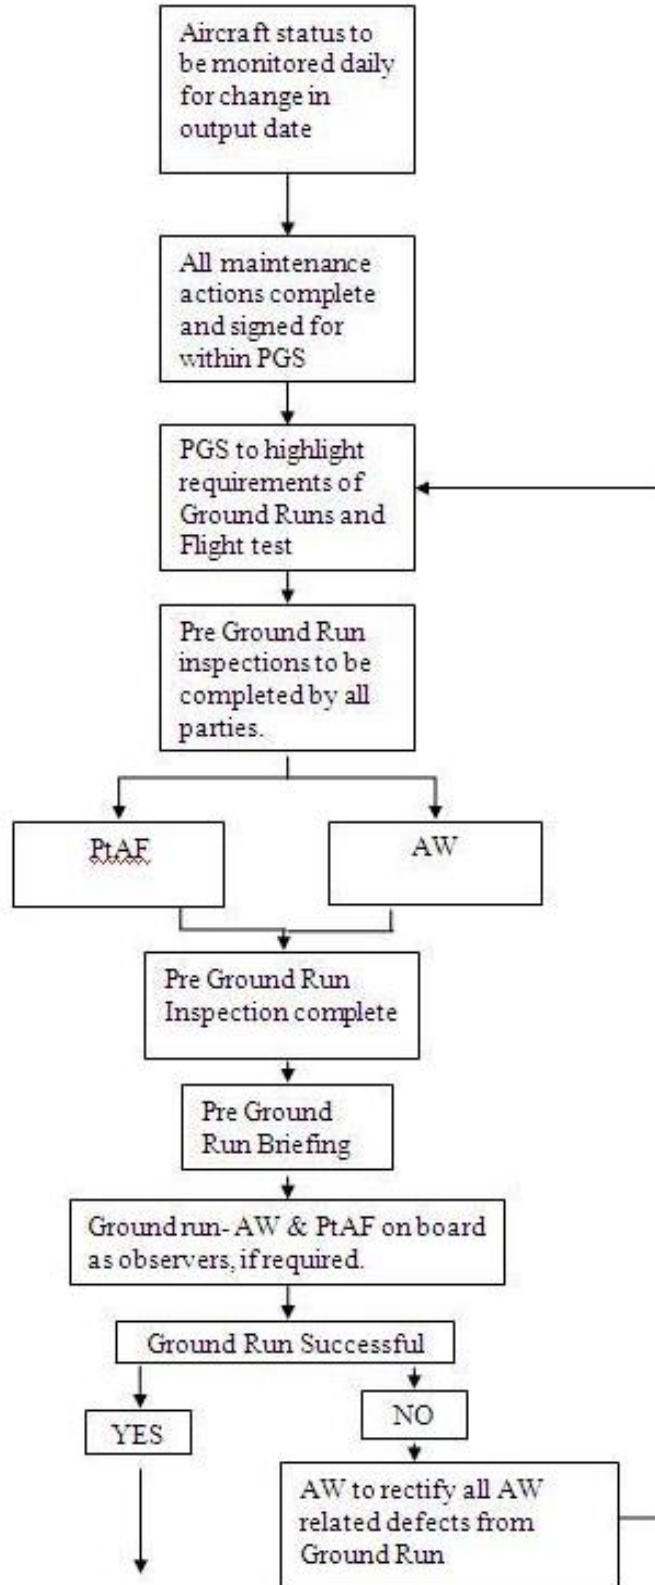 Aircraft status to
be monitored daily
for change in
output date
All maintenance
actions complete
and signed for
within PGS
PGS to highlight
requirements of
Ground Runs and
Flight test
Pre Ground Run
inspections to be
completed by all
parties.
PtAF
AW
Pre Ground Run
Inspection complete
Pre Ground
Run Briefing
Ground run- AW & PtAF on board
as observers, if required.
Ground Run Successful
YES
NO
AW to rectify all AW
related defects from
Ground Run